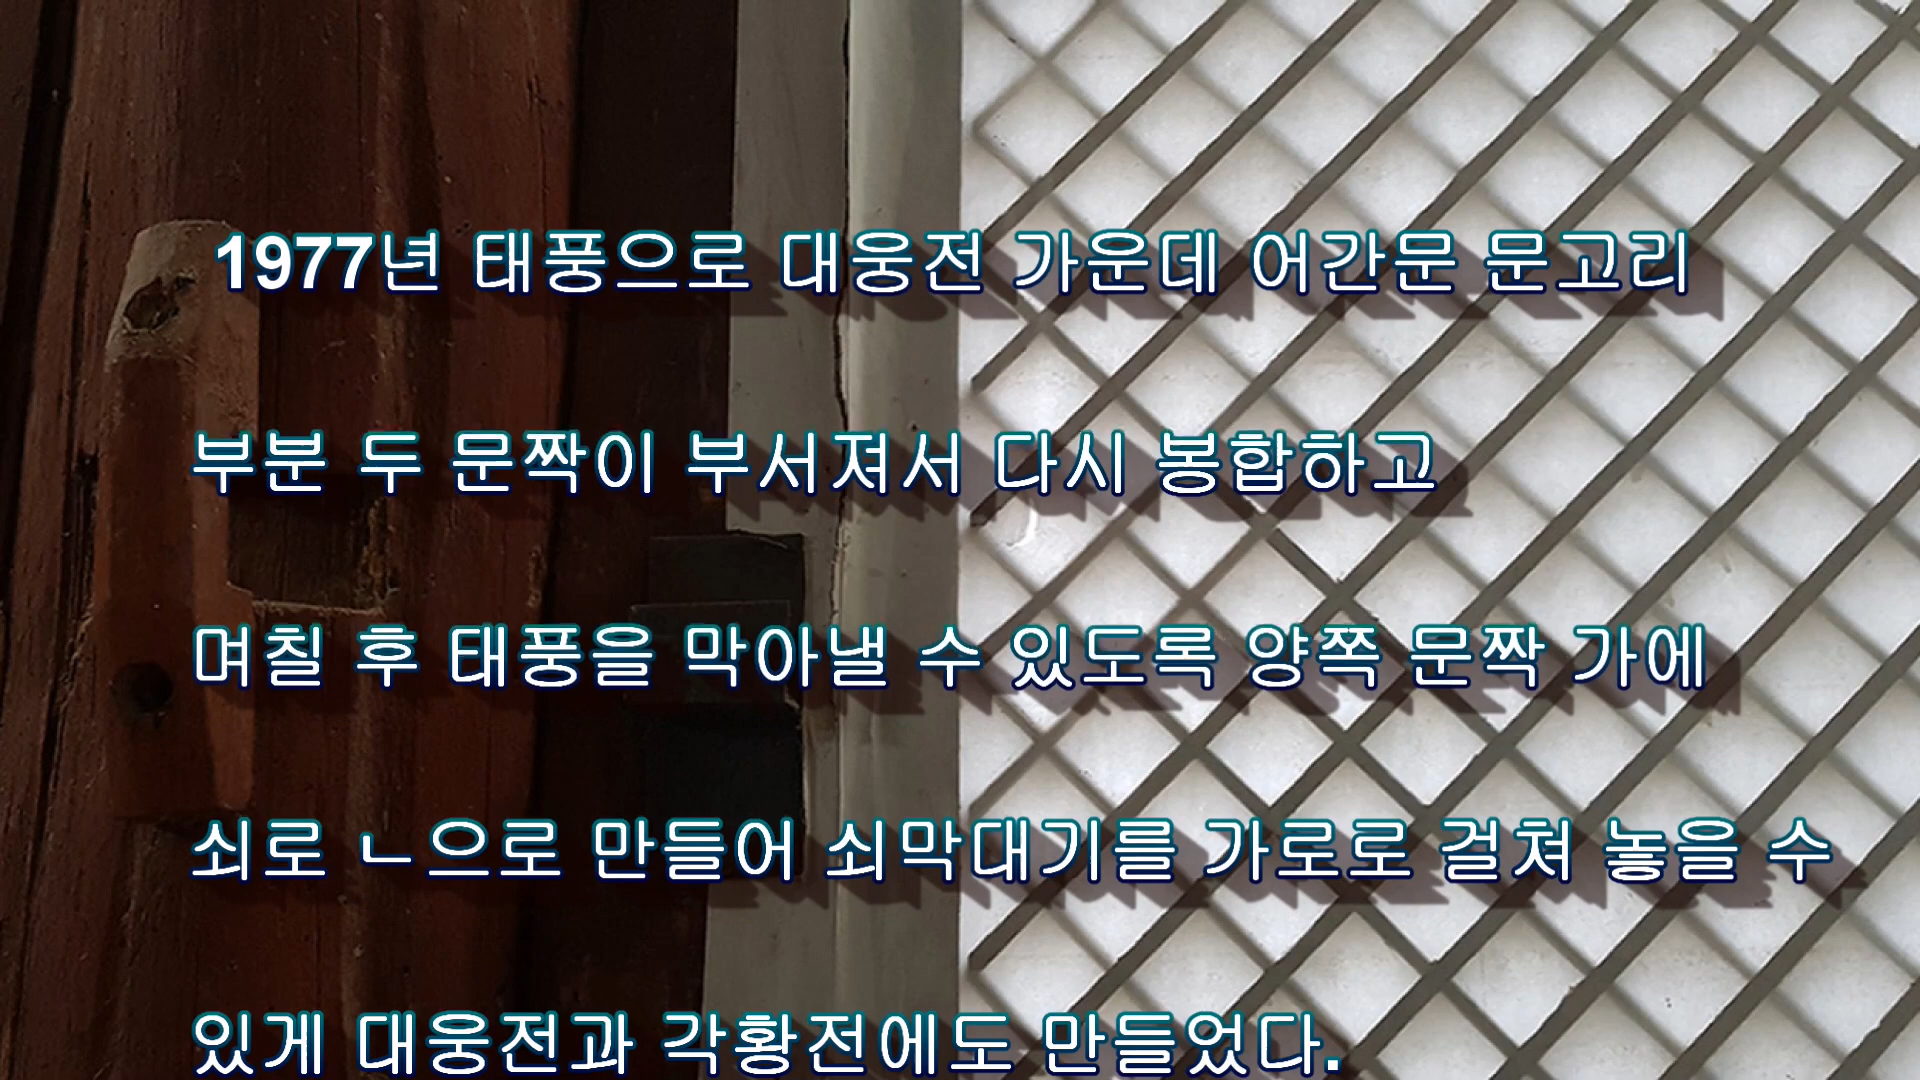 1977년 태풍으로 대웅전 가운데 어간문 문고리
부분 두 문짝이 부서져서 다시 봉합하고
며칠 후 태풍을 막아낼 수 있도록 양쪽 문짝 가에
쇠로 ㄴ으로 만들어 쇠막대기를 가로로 걸쳐 놓을 수
있게 대웅전과 각황전에도 만들었다.